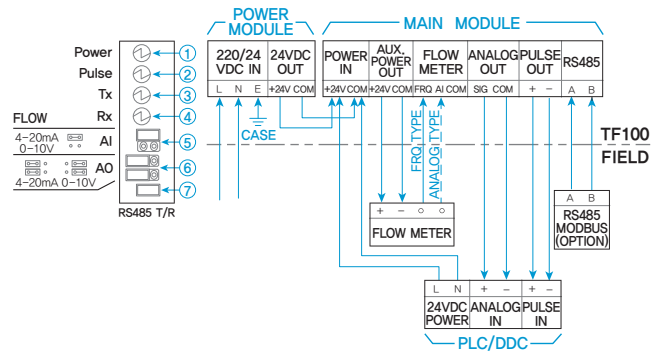 POWER
MODULE
MAIN MODULE
220/24
VDC IN
24VDC
OUT
POWER
IN
AUX.
POWER
OUT
FLOW
METER
ANALOG
OUT
PULSE
OUT
RS485
L N E +24V COM
+24V COM +24V COM FRQ AI COM SIG COM + − A B
Power 1
Pulse 2
Tx 3
Rx 4
FLOW
4~20mA
0-10V
AI 5
AO 6
4~20mA 0-10V
7
RS485 T/R
CASE
FRQ TYPE
ANALOG TYPE
TF100
FIELD
+ −
FLOW METER
A B
RS485
MODBUS
(OPTION)
L N + − + −
24VDC
POWER
ANALOG
IN
PULSE
IN
PLC/DDC